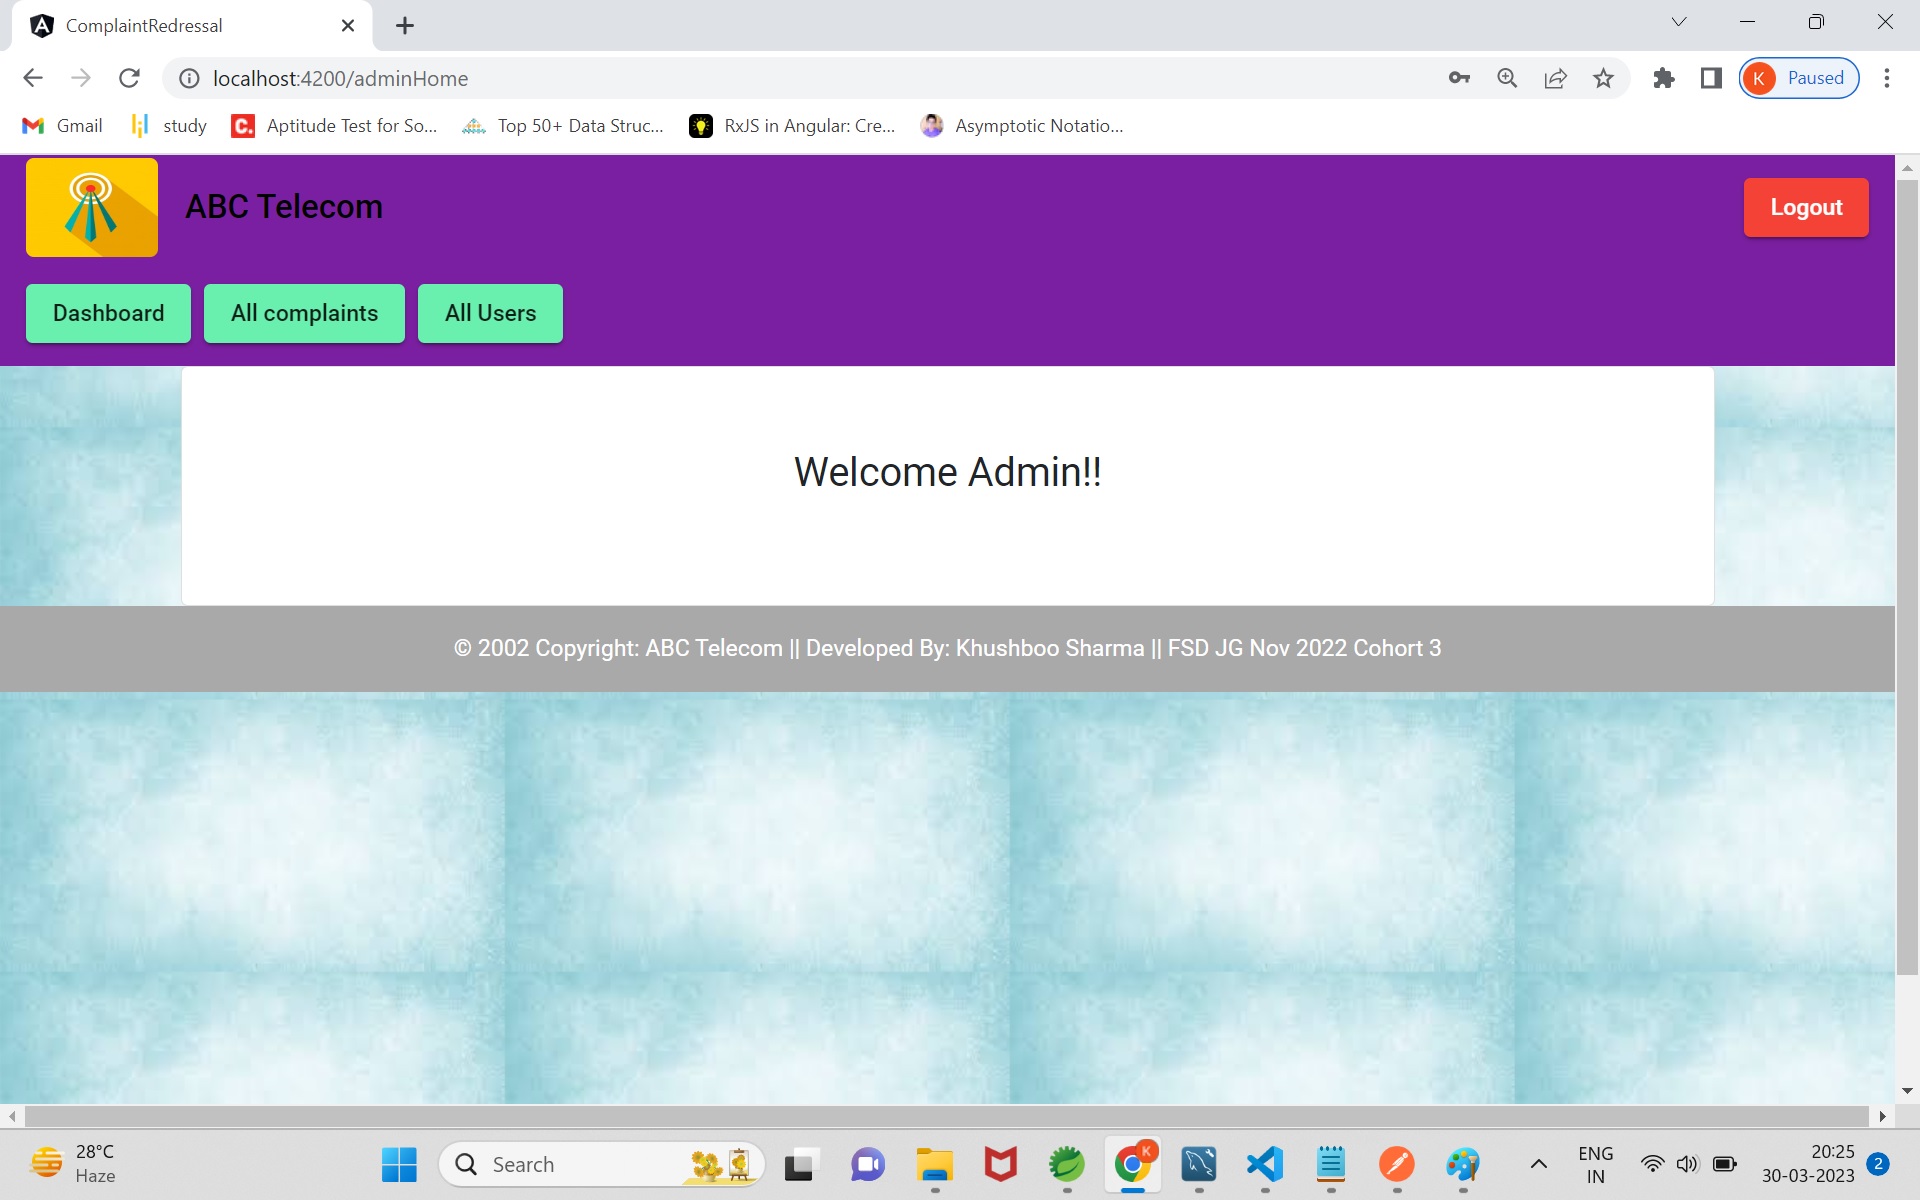 ComplaintRedressal
localhost:4200/adminHome
K Paused
Gmail study C. Aptitude Test for So... Top 50+ Data Struc... RxJS in Angular: Cre... Asymptotic Notatio...
ABC Telecom
Logout
Dashboard All complaints All Users
Welcome Admin!!
© 2002 Copyright: ABC Telecom || Developed By: Khushboo Sharma || FSD JG Nov 2022 Cohort 3
28°C
Haze
Search
K
ENG
IN
20:25
30-03-2023
2